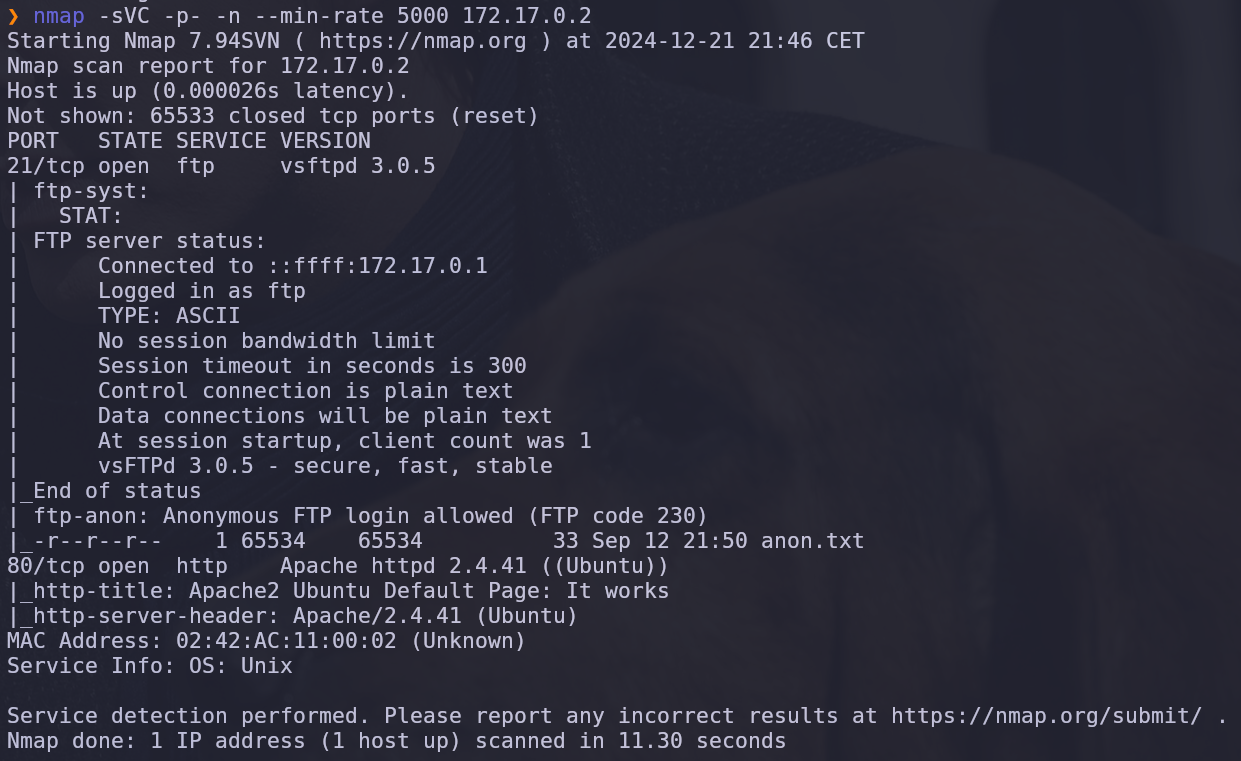 ❯ nmap -sVC -p- -n --min-rate 5000 172.17.0.2
Starting Nmap 7.94SVN ( https://nmap.org ) at 2024-12-21 21:46 CET
Nmap scan report for 172.17.0.2
Host is up (0.000026s latency).
Not shown: 65533 closed tcp ports (reset)
PORT   STATE SERVICE VERSION
21/tcp open  ftp     vsftpd 3.0.5
| ftp-syst:
|   STAT:
| FTP server status:
|      Connected to ::ffff:172.17.0.1
|      Logged in as ftp
|      TYPE: ASCII
|      No session bandwidth limit
|      Session timeout in seconds is 300
|      Control connection is plain text
|      Data connections will be plain text
|      At session startup, client count was 1
|      vsFTPd 3.0.5 - secure, fast, stable
|_End of status
| ftp-anon: Anonymous FTP login allowed (FTP code 230)
|_-r--r--r--    1 65534    65534          33 Sep 12 21:50 anon.txt
80/tcp open  http    Apache httpd 2.4.41 ((Ubuntu))
|_http-title: Apache2 Ubuntu Default Page: It works
|_http-server-header: Apache/2.4.41 (Ubuntu)
MAC Address: 02:42:AC:11:00:02 (Unknown)
Service Info: OS: Unix

Service detection performed. Please report any incorrect results at https://nmap.org/submit/ .
Nmap done: 1 IP address (1 host up) scanned in 11.30 seconds